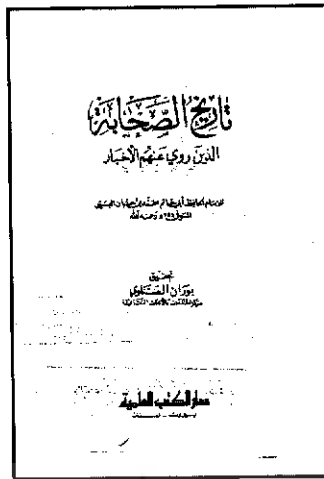 تاريخ الصحابة
الذين روي عنهم الأخبار
للإمام الحافظ أبي حاتم محمد بن حبان البستي
المتوفى رحمه الله
تحقيق
بوران الضناوي
دار الكتب العلمية
بيروت - لبنان